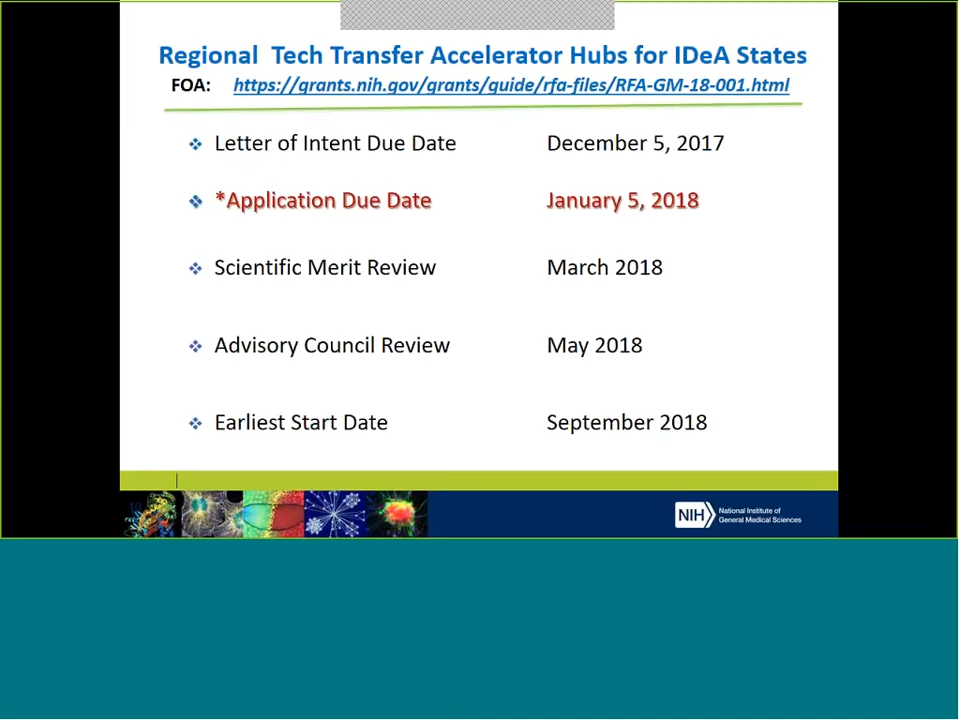 Regional Tech Transfer Accelerator Hubs for IDeA States
FOA: https://grants.nih.gov/grants/guide/rfa-files/RFA-GM-18-001.html
❖ Letter of Intent Due Date December 5, 2017
❖ *Application Due Date January 5, 2018
❖ Scientific Merit Review March 2018
❖ Advisory Council Review May 2018
❖ Earliest Start Date September 2018
NIH National Institute of
General Medical Sciences